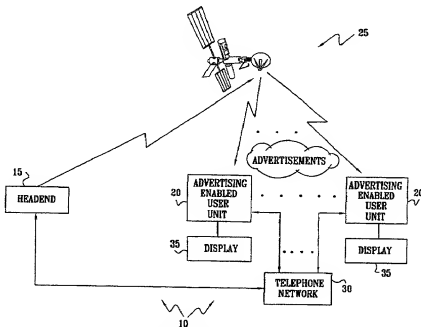 25
ADVERTISEMENTS
15
HEADEND
20
ADVERTISING
ENABLED
USER
UNIT
20
ADVERTISING
ENABLED
USER
UNIT
35
DISPLAY
DISPLAY
35
TELEPHONE
NETWORK
30
10